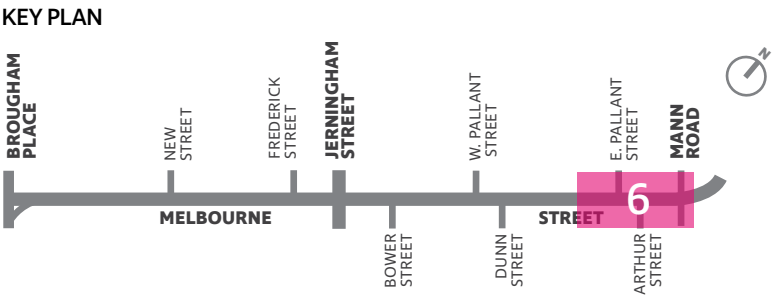 KEY PLAN
N
BROUGHAM
PLACE
NEW
STREET
FREDERICK
STREET
JERNINGHAM
STREET
W. PALLANT
STREET
E. PALLANT
STREET
MANN
ROAD
6
MELBOURNE STREET
BOWER
STREET
DUNN
STREET
ARTHUR
STREET